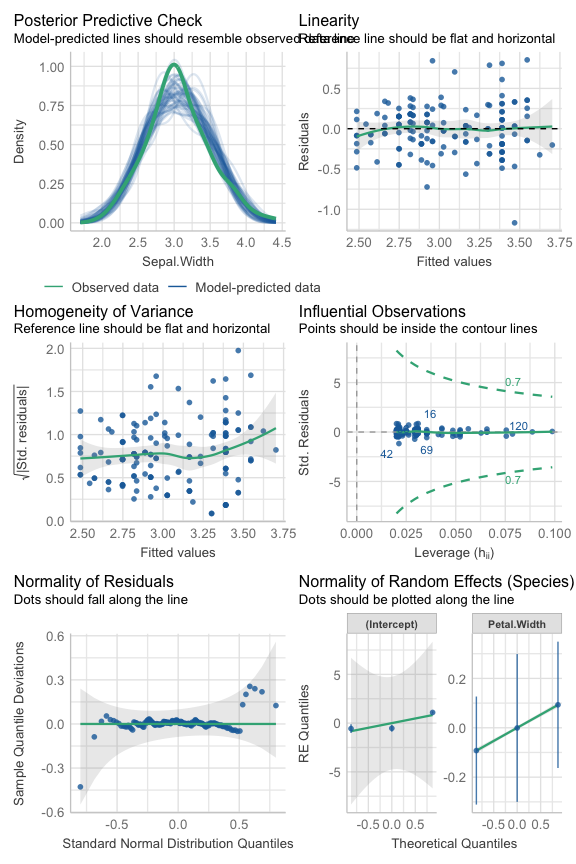 Posterior Predictive Check
Model-predicted lines should resemble observed data line
1.00
0.75
0.50
0.25
0.00
Density
2.0 2.5 3.0 3.5 4.0 4.5
Sepal.Width
Observed data Model-predicted data
Linearity
Reference line should be flat and horizontal
0.5
0.0
-0.5
-1.0
Residuals
2.50 2.75 3.00 3.25 3.50 3.75
Fitted values
Homogeneity of Variance
Reference line should be flat and horizontal
2.0
1.5
1.0
0.5
0.0
√|Std. residuals|
2.50 2.75 3.00 3.25 3.50 3.75
Fitted values
Influential Observations
Points should be inside the contour lines
5
0
-5
Std. Residuals
0.7
16
120
42
69
0.7
0.000 0.025 0.050 0.075 0.100
Leverage (hii)
Normality of Residuals
Dots should fall along the line
0.6
0.3
0.0
-0.3
-0.6
Sample Quantile Deviations
-0.5 0.0 0.5
Standard Normal Distribution Quantiles
Normality of Random Effects (Species)
Dots should be plotted along the line
(Intercept) Petal.Width
5
0
-5
RE Quantiles
0.2
0.0
-0.2
-0.5 0.0 0.5 -0.5 0.0 0.5
Theoretical Quantiles